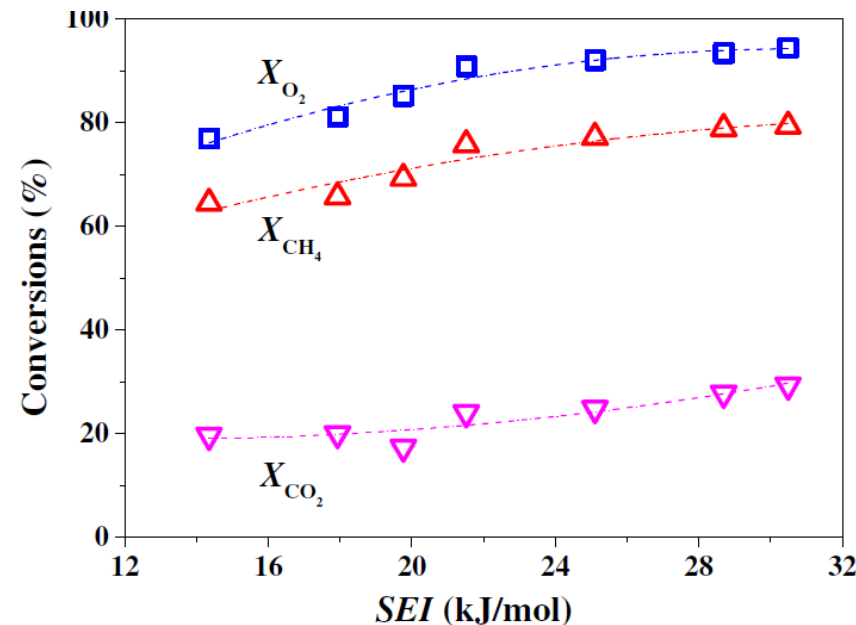 100
80
60
40
20
0
Conversions (%)
X_O₂
X_CH₄
X_CO₂
12 16 20 24 28 32
SEI (kJ/mol)